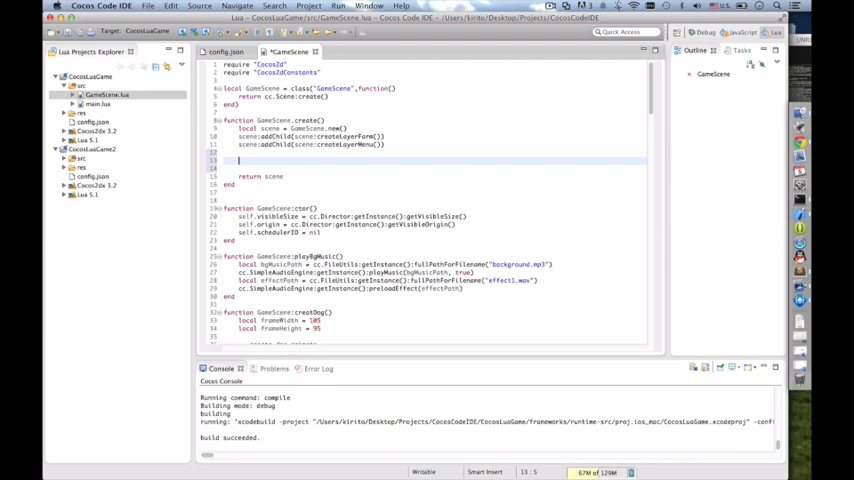 Cocos Code IDE File Edit Navigate Search Project Run Window Help
Lua - CocosLuaGame/src/GameScene.lua - Cocos Code IDE - /Users/kirito/Desktop/Projects/CocosCodeIDE
Target: CocosLuaGame
Quick Access
Debug JavaScript Lua
Lua Projects Explorer
config.json
*GameScene
Outline
Tasks
CocosLuaGame
src
GameScene.lua
main.lua
res
config.json
Cocos2dx 3.2
Lua 5.1
CocosLuaGame2
src
res
config.json
Cocos2dx 3.2
Lua 5.1
1 require "Cocos2d"
2 require "Cocos2dConstants"
3
4 local GameScene = class("GameScene",function()
5 return cc.Scene:create()
6 end)
7
8 function GameScene.create()
9 local scene = GameScene.new()
10 scene:addChild(scene:createLayerFarm())
11 scene:addChild(scene:createLayerMenu())
12
13
14
15 return scene
16 end
17
18
19 function GameScene:ctor()
20 self.visibleSize = cc.Director:getInstance():getVisibleSize()
21 self.origin = cc.Director:getInstance():getVisibleOrigin()
22 self.schedulerID = nil
23 end
24
25 function GameScene:playBgMusic()
26 local bgMusicPath = cc.FileUtils:getInstance():fullPathForFilename("background.mp3")
27 cc.SimpleAudioEngine:getInstance():playMusic(bgMusicPath, true)
28 local effectPath = cc.FileUtils:getInstance():fullPathForFilename("effect1.wav")
29 cc.SimpleAudioEngine:getInstance():preloadEffect(effectPath)
30 end
31
32 function GameScene:creatDog()
33 local frameWidth = 105
34 local frameHeight = 95
35
GameScene
Console
Problems
Error Log
Cocos Console
Running command: compile
Building mode: debug
building
running: 'xcodebuild -project "/Users/kirito/Desktop/Projects/CocosCodeIDE/CocosLuaGame/frameworks/runtime-src/proj.ios_mac/CocosLuaGame.xcodeproj" -conf
build succeeded.
Writable
Smart Insert
13 : 5
67M of 129M